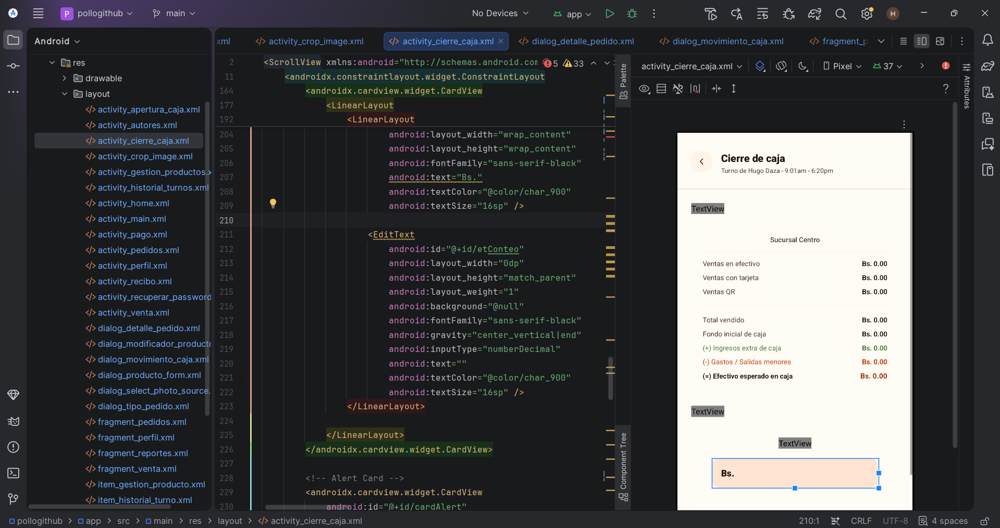 P pollogithub main No Devices app H
Android
res
drawable
layout
activity_apertura_caja.xml
activity_autores.xml
activity_cierre_caja.xml
activity_crop_image.xml
activity_gestion_productos.x
activity_historial_turnos.xml
activity_home.xml
activity_main.xml
activity_pago.xml
activity_pedidos.xml
activity_perfil.xml
activity_recibo.xml
activity_recuperar_password
activity_venta.xml
dialog_detalle_pedido.xml
dialog_modificador_producto
dialog_movimiento_caja.xml
dialog_producto_form.xml
dialog_select_photo_source.
dialog_tipo_pedido.xml
fragment_pedidos.xml
fragment_perfil.xml
fragment_reportes.xml
fragment_venta.xml
item_gestion_producto.xml
item_historial_turno.xml
xml activity_crop_image.xml activity_cierre_caja.xml dialog_detalle_pedido.xml dialog_movimiento_caja.xml fragment_p
5 33
2 <ScrollView xmlns:android="http://schemas.android.com
11 <androidx.constraintlayout.widget.ConstraintLayout
164 <androidx.cardview.widget.CardView
177 <LinearLayout
192 <LinearLayout
204 android:layout_width="wrap_content"
205 android:layout_height="wrap_content"
206 android:fontFamily="sans-serif-black"
207 android:text="Bs."
208 android:textColor="@color/char_900"
209 android:textSize="16sp" />
210
211 <EditText
212 android:id="@+id/etConteo"
213 android:layout_width="0dp"
214 android:layout_height="match_parent"
215 android:layout_weight="1"
216 android:background="@null"
217 android:fontFamily="sans-serif-black"
218 android:gravity="center_vertical|end"
219 android:inputType="numberDecimal"
220 android:text=""
221 android:textColor="@color/char_900"
222 android:textSize="16sp" />
223 </LinearLayout>
224
225 </LinearLayout>
226 </androidx.cardview.widget.CardView>
227
228 <!-- Alert Card -->
229 <androidx.cardview.widget.CardView
230 android:id="@+id/cardAlert"
Palette
Component Tree
activity_cierre_caja.xml Pixel 37
?
Attributes
Cierre de caja
Turno de Hugo Daza - 9:01am - 6:20pm
TextView
Sucursal Centro
Ventas en efectivo Bs. 0.00
Ventas con tarjeta Bs. 0.00
Ventas QR Bs. 0.00
Total vendido Bs. 0.00
Fondo inicial de caja Bs. 0.00
(+) Ingresos extra de caja Bs. 0.00
(-) Gastos / Salidas menores Bs. 0.00
(=) Efectivo esperado en caja Bs. 0.00
TextView
TextView
Bs.
pollogithub > app > src > main > res > layout > activity_cierre_caja.xml 210:1 CRLF UTF-8 4 spaces